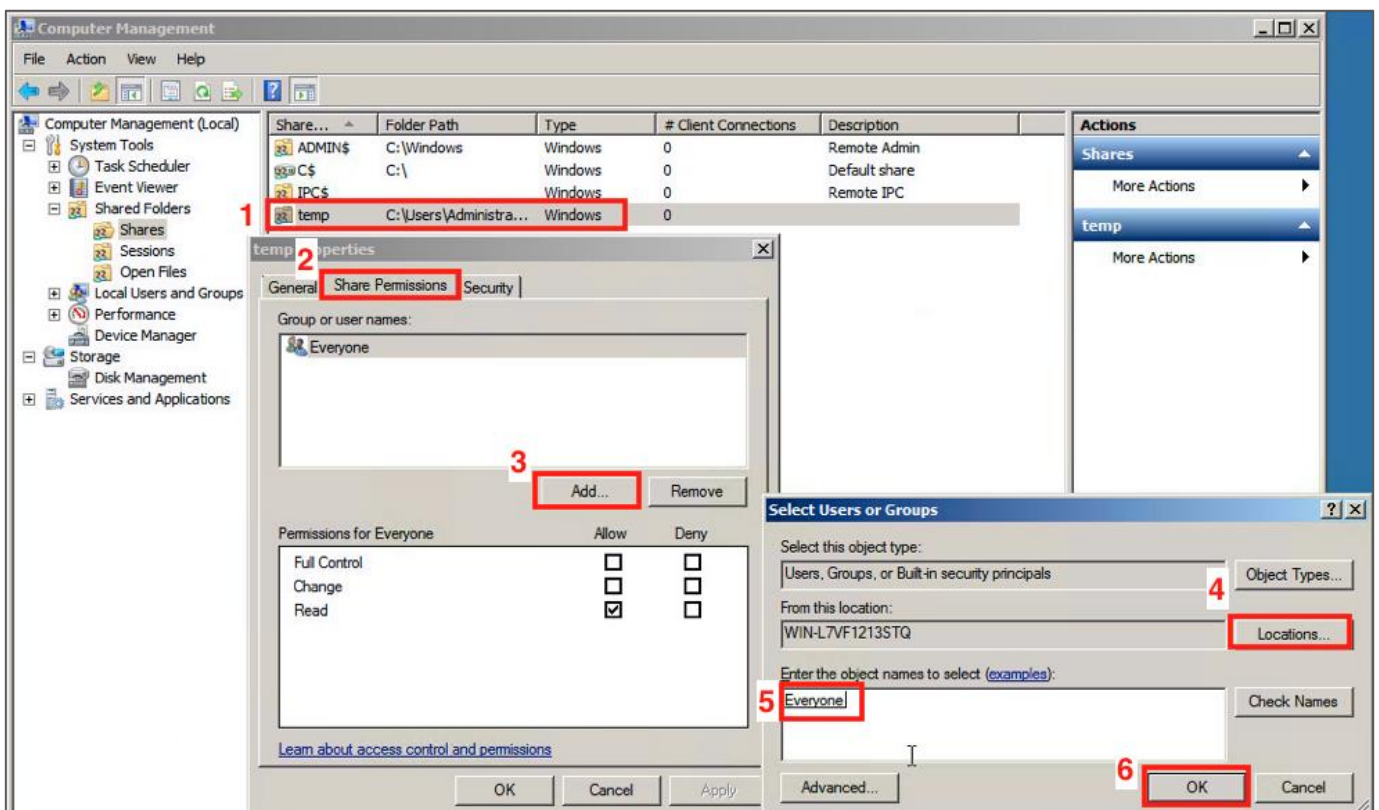 Computer Management
File Action View Help
Computer Management (Local)
System Tools
Task Scheduler
Event Viewer
Shared Folders
Shares
Sessions
Open Files
Local Users and Groups
Performance
Device Manager
Storage
Disk Management
Services and Applications
Share... Folder Path Type # Client Connections Description
ADMIN$ C:\Windows Windows 0 Remote Admin
C$ C:\ Windows 0 Default share
IPC$ Windows 0 Remote IPC
1 temp C:\Users\Administra... Windows 0
Actions
Shares
More Actions
temp
More Actions
temp Properties
2
General Share Permissions Security
Group or user names:
Everyone
3
Add... Remove
Permissions for Everyone Allow Deny
Full Control
Change
Read
Learn about access control and permissions
OK Cancel Apply
Select Users or Groups
Select this object type:
Users, Groups, or Built-in security principals Object Types...
4
From this location:
WIN-L7VF1213STQ Locations...
Enter the object names to select (examples):
5 Everyone Check Names
6
Advanced... OK Cancel